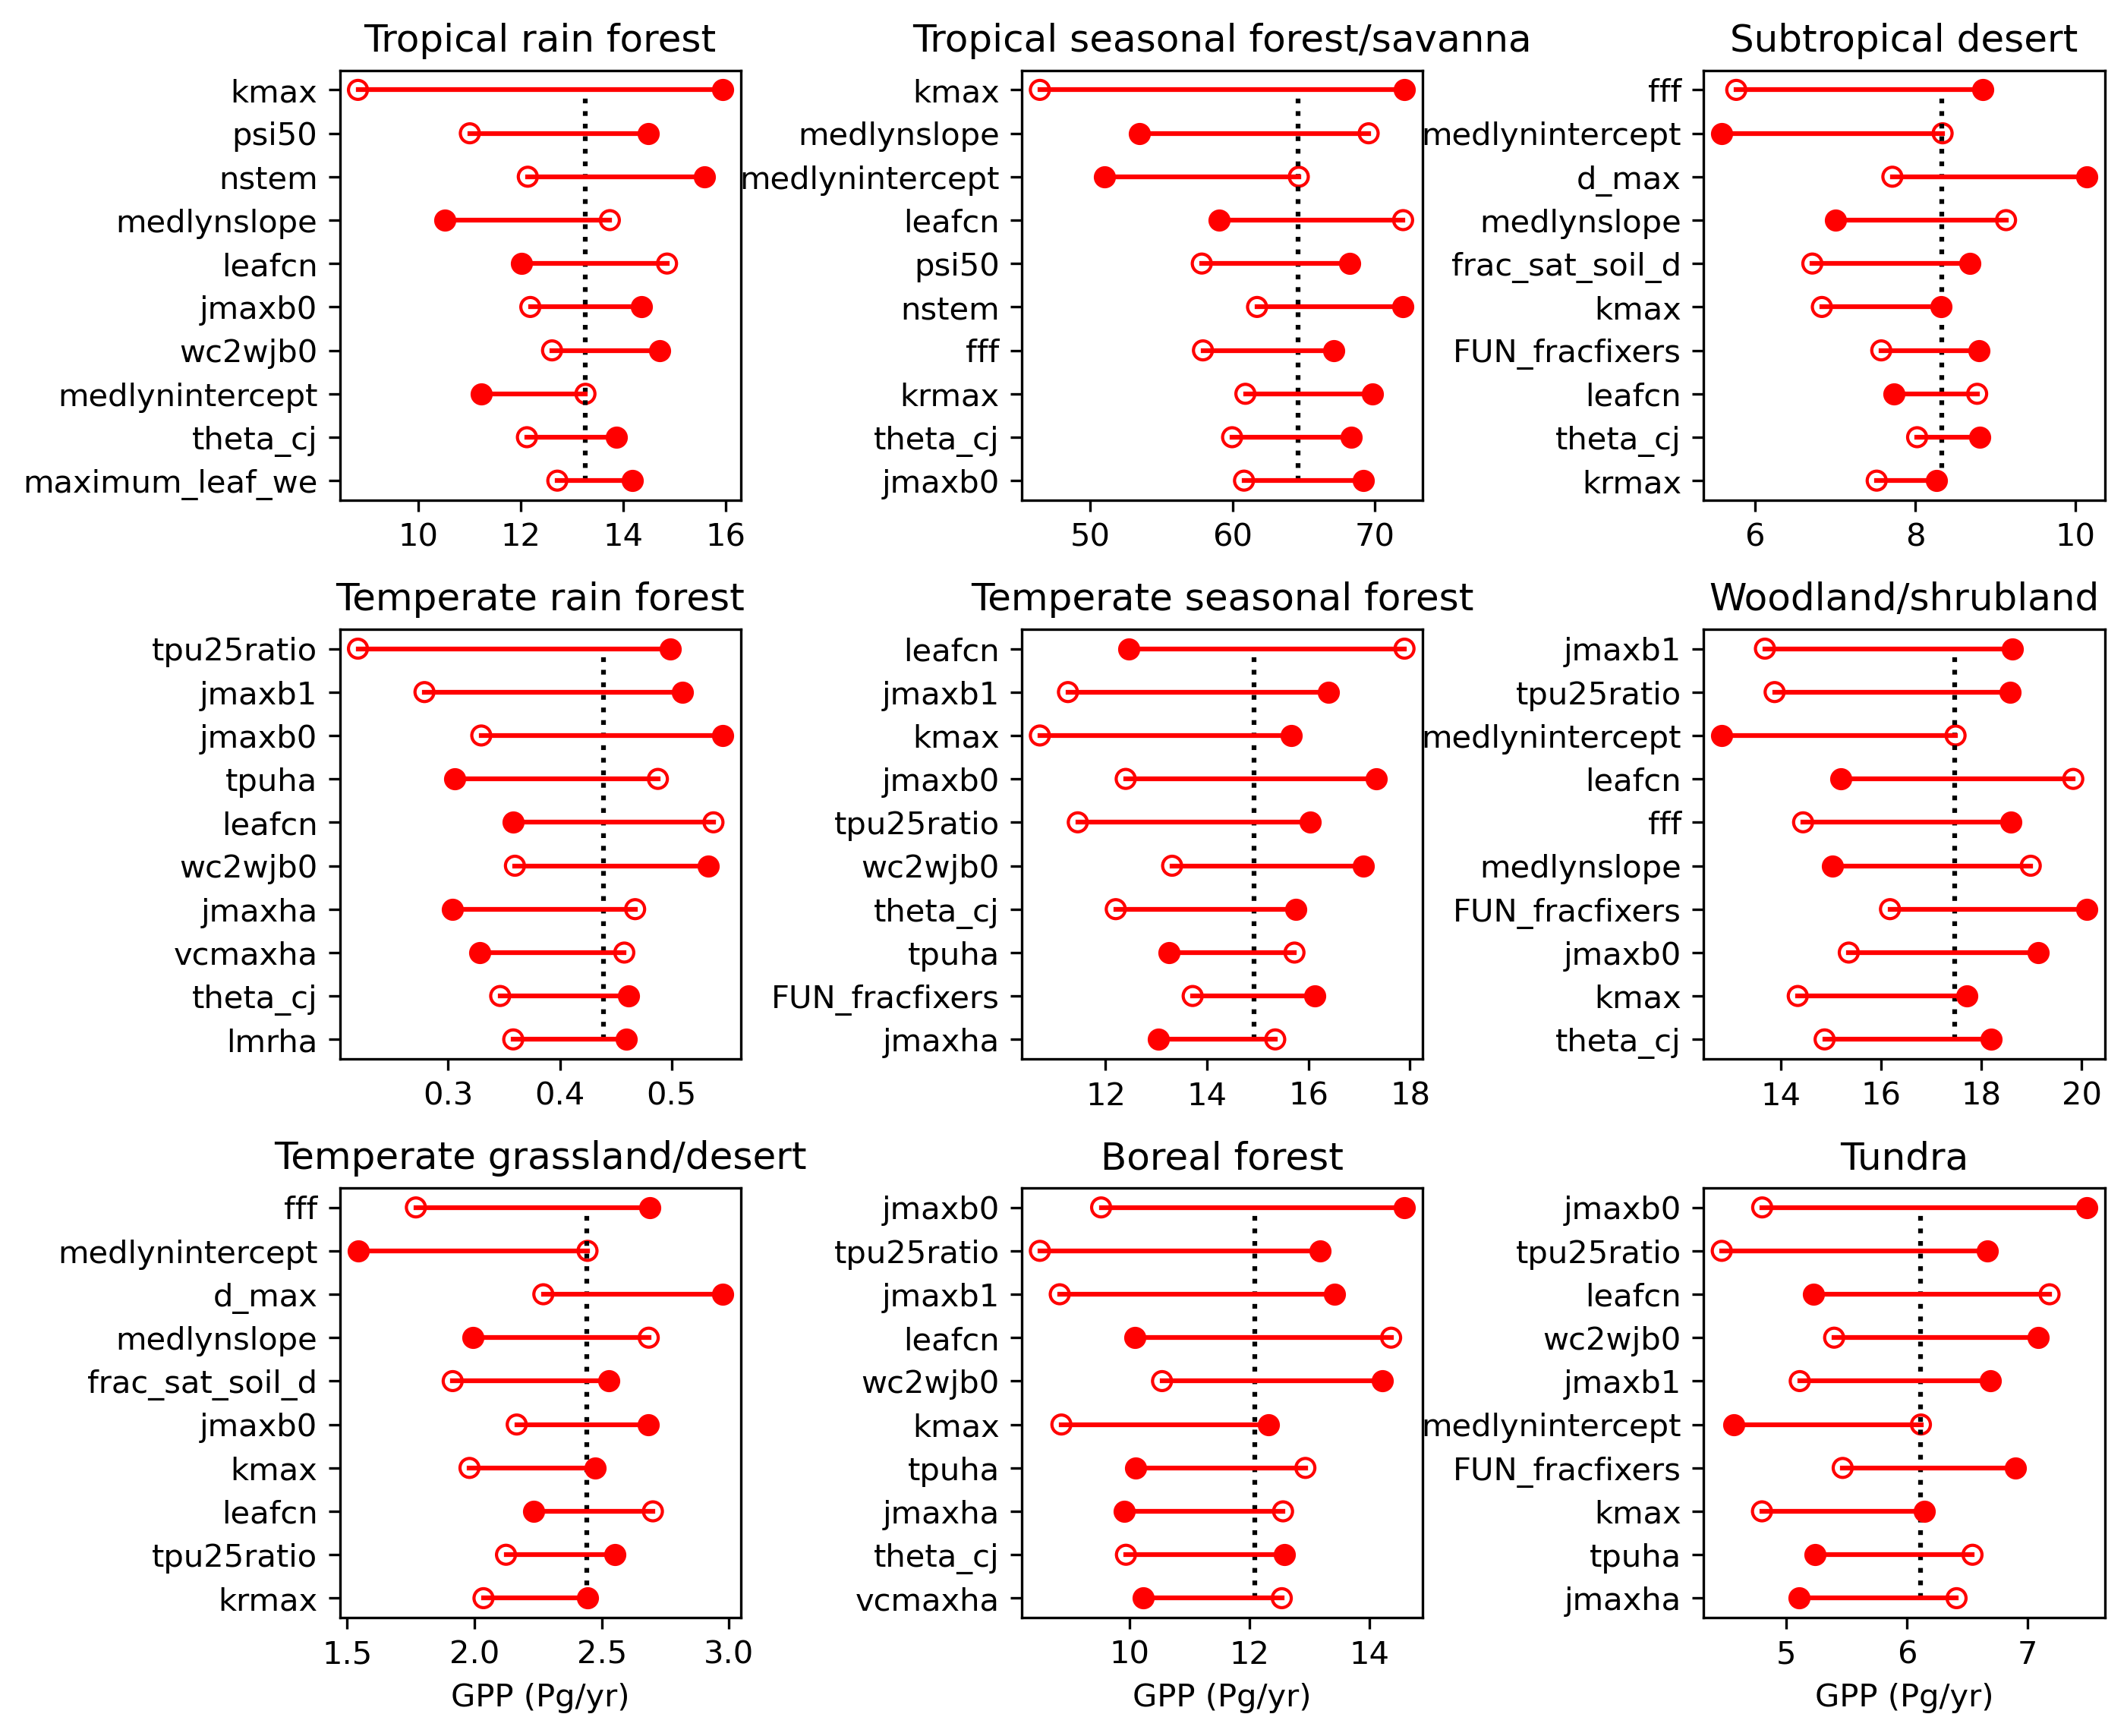 Tropical rain forest
kmax
psi50
nstem
medlynslope
leafcn
jmaxb0
wc2wjb0
medlynintercept
theta_cj
maximum_leaf_we
10 12 14 16
Tropical seasonal forest/savanna
kmax
medlynslope
medlynintercept
leafcn
psi50
nstem
fff
krmax
theta_cj
jmaxb0
50 60 70
Subtropical desert
fff
medlynintercept
d_max
medlynslope
frac_sat_soil_d
kmax
FUN_fracfixers
leafcn
theta_cj
krmax
6 8 10
Temperate rain forest
tpu25ratio
jmaxb1
jmaxb0
tpuha
leafcn
wc2wjb0
jmaxha
vcmaxha
theta_cj
lmrha
0.3 0.4 0.5
Temperate seasonal forest
leafcn
jmaxb1
kmax
jmaxb0
tpu25ratio
wc2wjb0
theta_cj
tpuha
FUN_fracfixers
jmaxha
12 14 16 18
Woodland/shrubland
jmaxb1
tpu25ratio
medlynintercept
leafcn
fff
medlynslope
FUN_fracfixers
jmaxb0
kmax
theta_cj
14 16 18 20
Temperate grassland/desert
fff
medlynintercept
d_max
medlynslope
frac_sat_soil_d
jmaxb0
kmax
leafcn
tpu25ratio
krmax
1.5 2.0 2.5 3.0
GPP (Pg/yr)
Boreal forest
jmaxb0
tpu25ratio
jmaxb1
leafcn
wc2wjb0
kmax
tpuha
jmaxha
theta_cj
vcmaxha
10 12 14
GPP (Pg/yr)
Tundra
jmaxb0
tpu25ratio
leafcn
wc2wjb0
jmaxb1
medlynintercept
FUN_fracfixers
kmax
tpuha
jmaxha
5 6 7
GPP (Pg/yr)